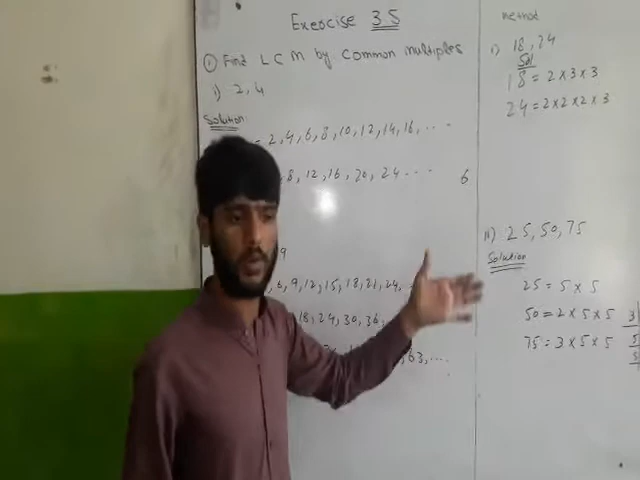 Exercise 3.5
① Find LCM by Common multiples
i) 2, 4
Solution
= 2, 4, 6, 8, 10, 12, 14, 16, ...
8, 12, 16, 20, 24 ...
9
6, 9, 12, 15, 18, 21, 24,
18, 24, 30, 36,
63, ...
6
method
i) 18, 24
Sol
18 = 2 × 3 × 3
24 = 2 × 2 × 2 × 3
ii) 25, 50, 75
Solution
25 = 5 × 5
50 = 2 × 5 × 5
75 = 3 × 5 × 5
3
5
5